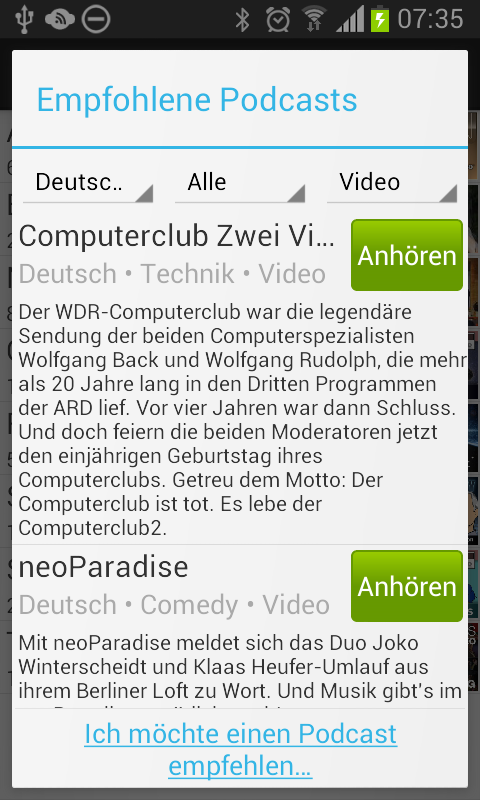 07:35
Empfohlene Podcasts
Deutsc.. Alle Video
Computerclub Zwei Vi...
Anhören
Deutsch • Technik • Video
Der WDR-Computerclub war die legendäre
Sendung der beiden Computerspezialisten
Wolfgang Back und Wolfgang Rudolph, die mehr
als 20 Jahre lang in den Dritten Programmen
der ARD lief. Vor vier Jahren war dann Schluss.
Und doch feiern die beiden Moderatoren jetzt
den einjährigen Geburtstag ihres
Computerclubs. Getreu dem Motto: Der
Computerclub ist tot. Es lebe der
Computerclub2.
neoParadise
Anhören
Deutsch • Comedy • Video
Mit neoParadise meldet sich das Duo Joko
Winterscheidt und Klaas Heufer-Umlauf aus
ihrem Berliner Loft zu Wort. Und Musik gibt's im
Ich möchte einen Podcast
empfehlen...